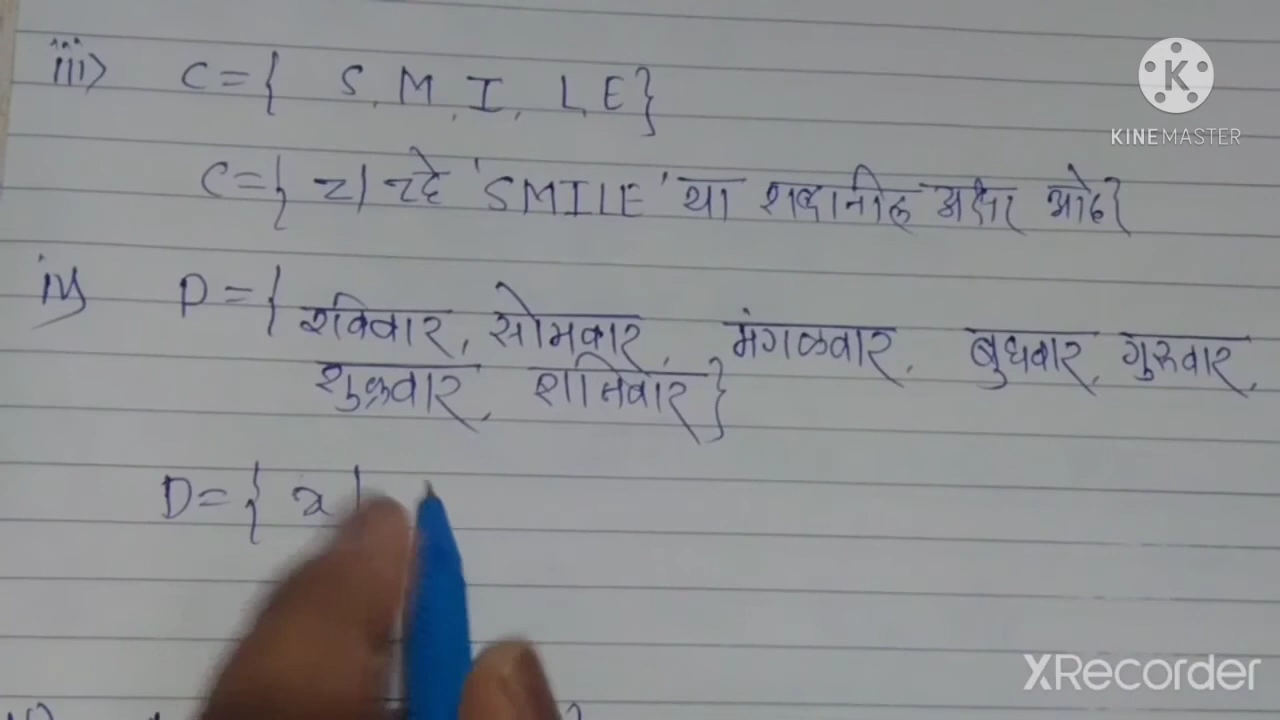 iii) C = { S, M, I, L, E }
K
KINEMASTER
C = { x | x हे 'SMILE' या शब्दातील अक्षर आहे }
iv) D = { रविवार, सोमवार, मंगळवार, बुधवार, गुरुवार,
शुक्रवार, शनिवार }
D = { x |
XRecorder